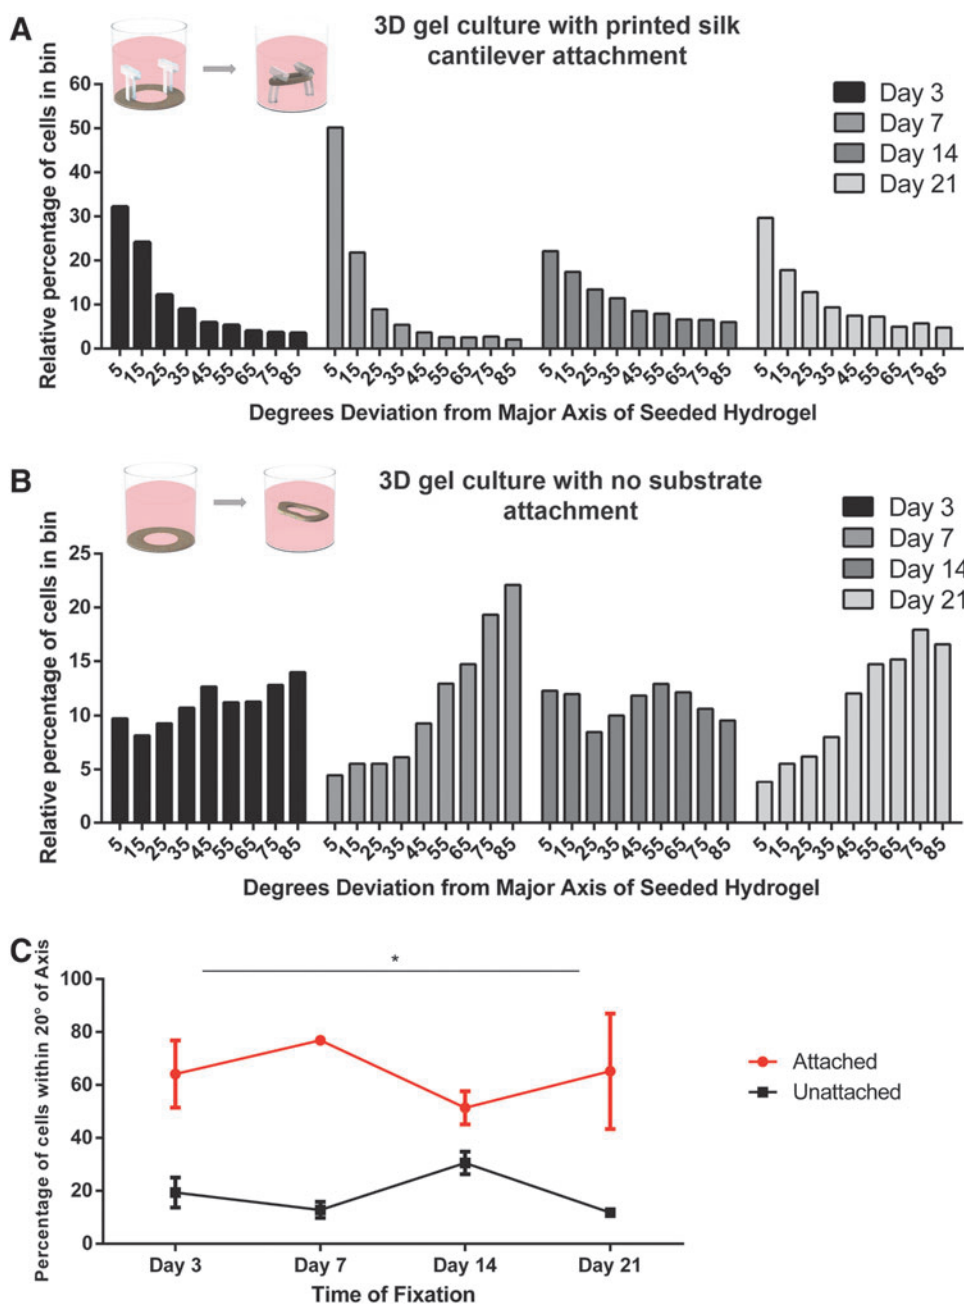 A
3D gel culture with printed silk
cantilever attachment
Relative percentage of cells in bin
60
50
40
30
20
10
0
Day 3
Day 7
Day 14
Day 21
5 15 25 35 45 55 65 75 85 5 15 25 35 45 55 65 75 85 5 15 25 35 45 55 65 75 85 5 15 25 35 45 55 65 75 85
Degrees Deviation from Major Axis of Seeded Hydrogel
B
3D gel culture with no substrate
attachment
Relative percentage of cells in bin
25
20
15
10
5
0
Day 3
Day 7
Day 14
Day 21
5 15 25 35 45 55 65 75 85 5 15 25 35 45 55 65 75 85 5 15 25 35 45 55 65 75 85 5 15 25 35 45 55 65 75 85
Degrees Deviation from Major Axis of Seeded Hydrogel
C
Percentage of cells within 20° of Axis
100
80
60
40
20
0
*
Attached
Unattached
Day 3 Day 7 Day 14 Day 21
Time of Fixation